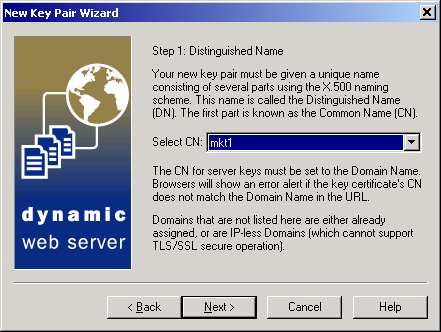 New Key Pair Wizard
Step 1: Distinguished Name
Your new key pair must be given a unique name
consisting of several parts using the X.500 naming
scheme. This name is called the Distinguished Name
(DN). The first part is known as the Common Name (CN).
Select CN: mkt1
The CN for server keys must be set to the Domain Name.
Browsers will show an error alert if the key certificate's CN
does not match the Domain Name in the URL.
Domains that are not listed here are either already
assigned, or are IP-less Domains (which cannot support
TLS/SSL secure operation).
dynamic
web server
< Back Next > Cancel Help